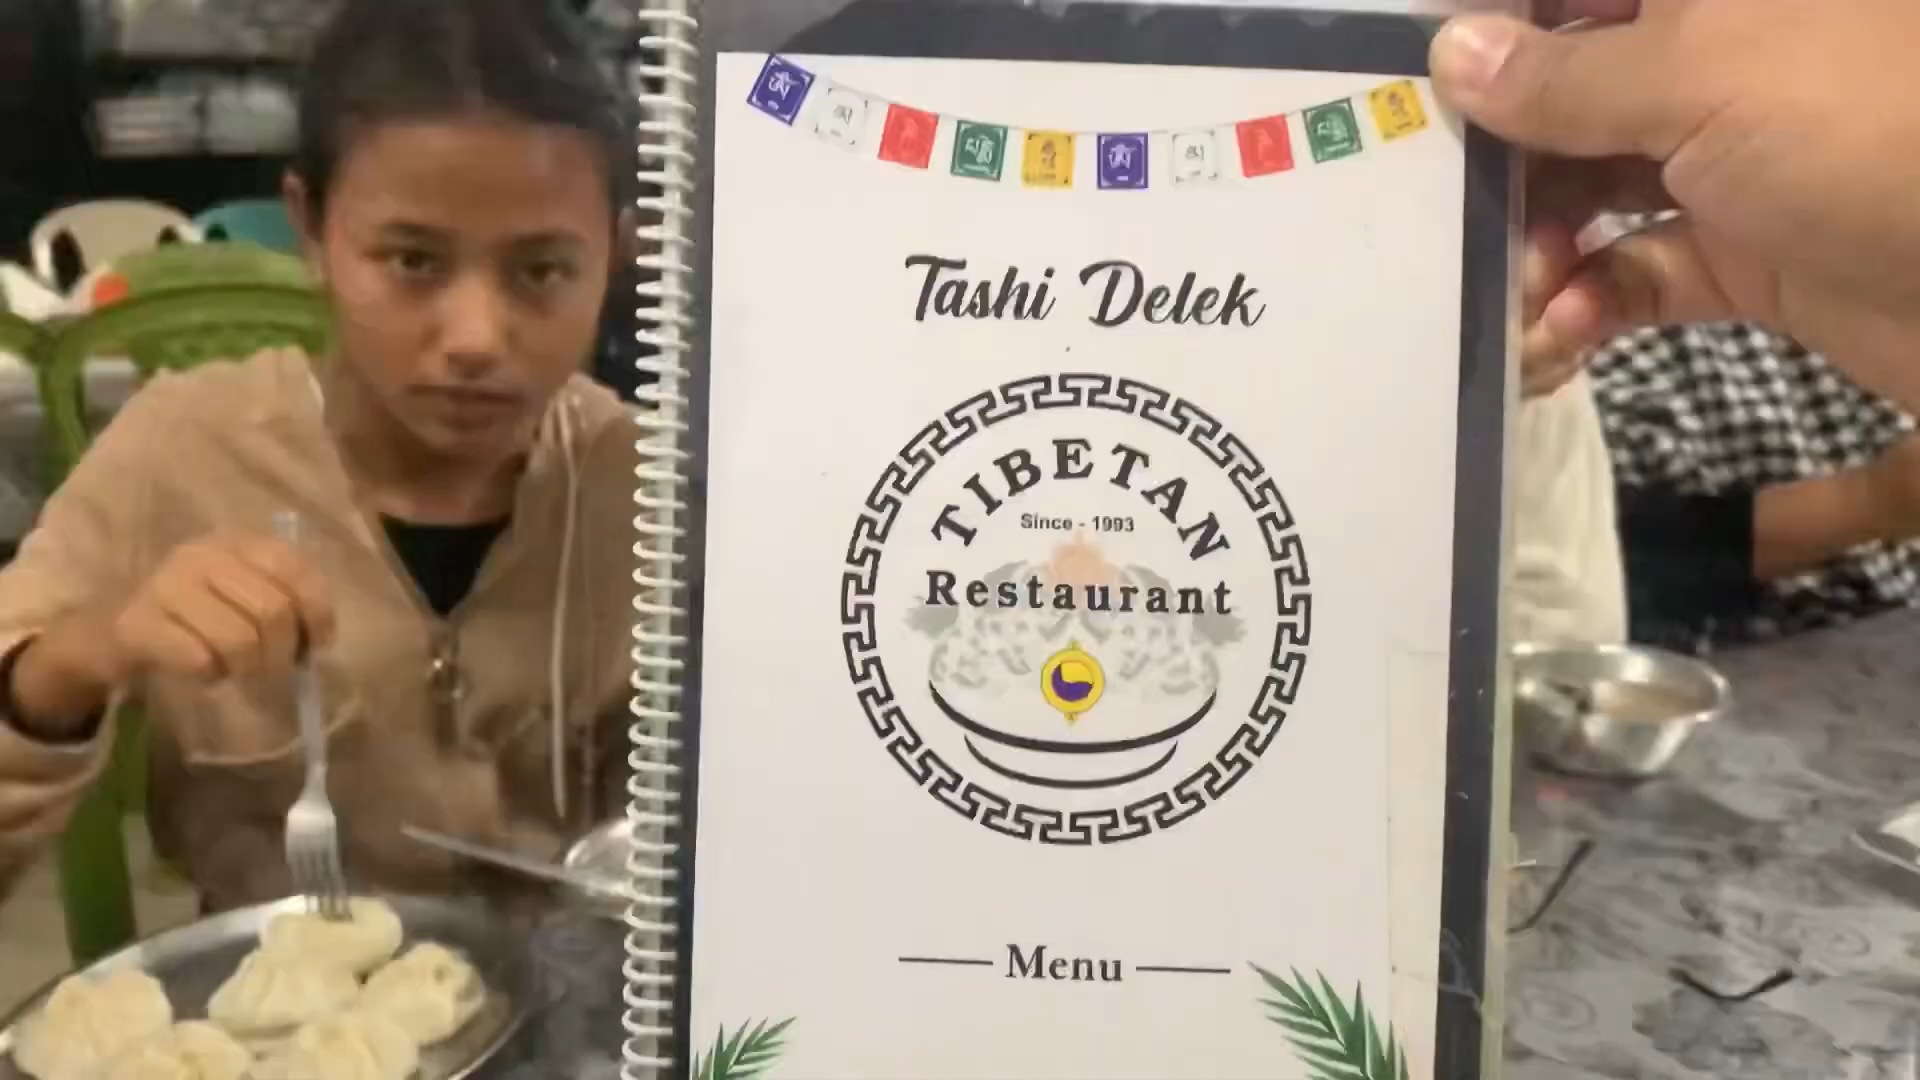 Tashi Delek
TIBETAN
Since - 1993
Restaurant
Menu